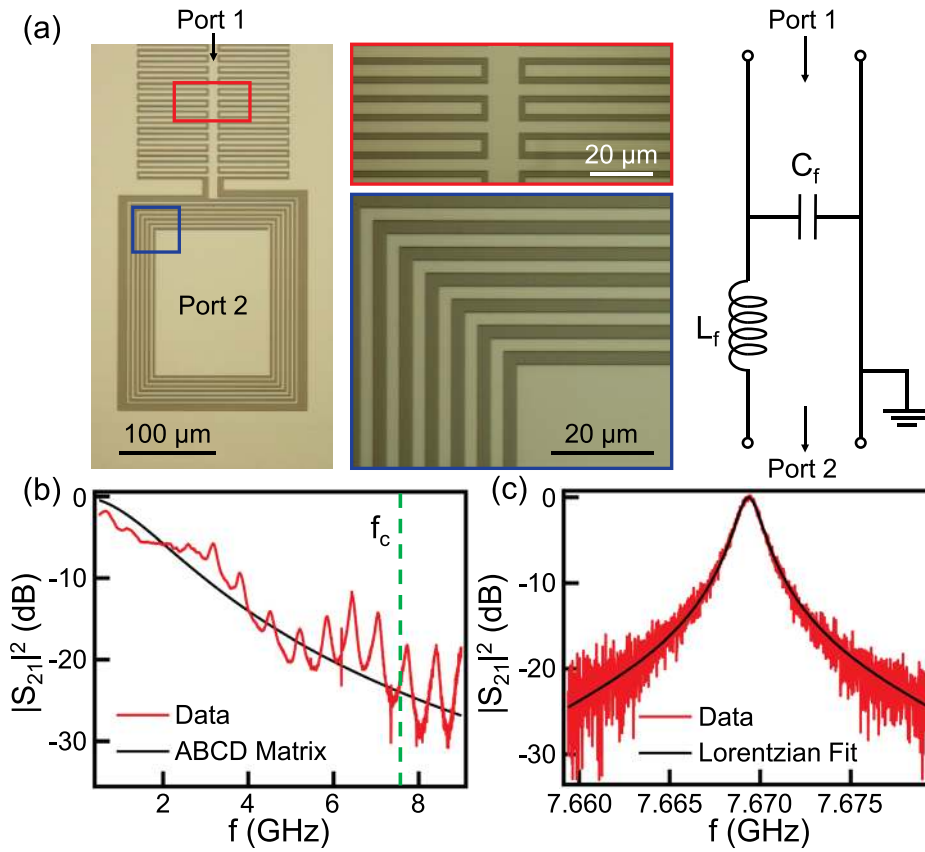 (a)
Port 1
Port 2
100 μm
20 μm
20 μm
Port 1
C_f
L_f
Port 2
(b)
|S_21|^2 (dB)
0
-10
-20
-30
f_c
Data
ABCD Matrix
2
4
6
8
f (GHz)
(c)
|S_21|^2 (dB)
0
-10
-20
-30
Data
Lorentzian Fit
7.660
7.665
7.670
7.675
f (GHz)